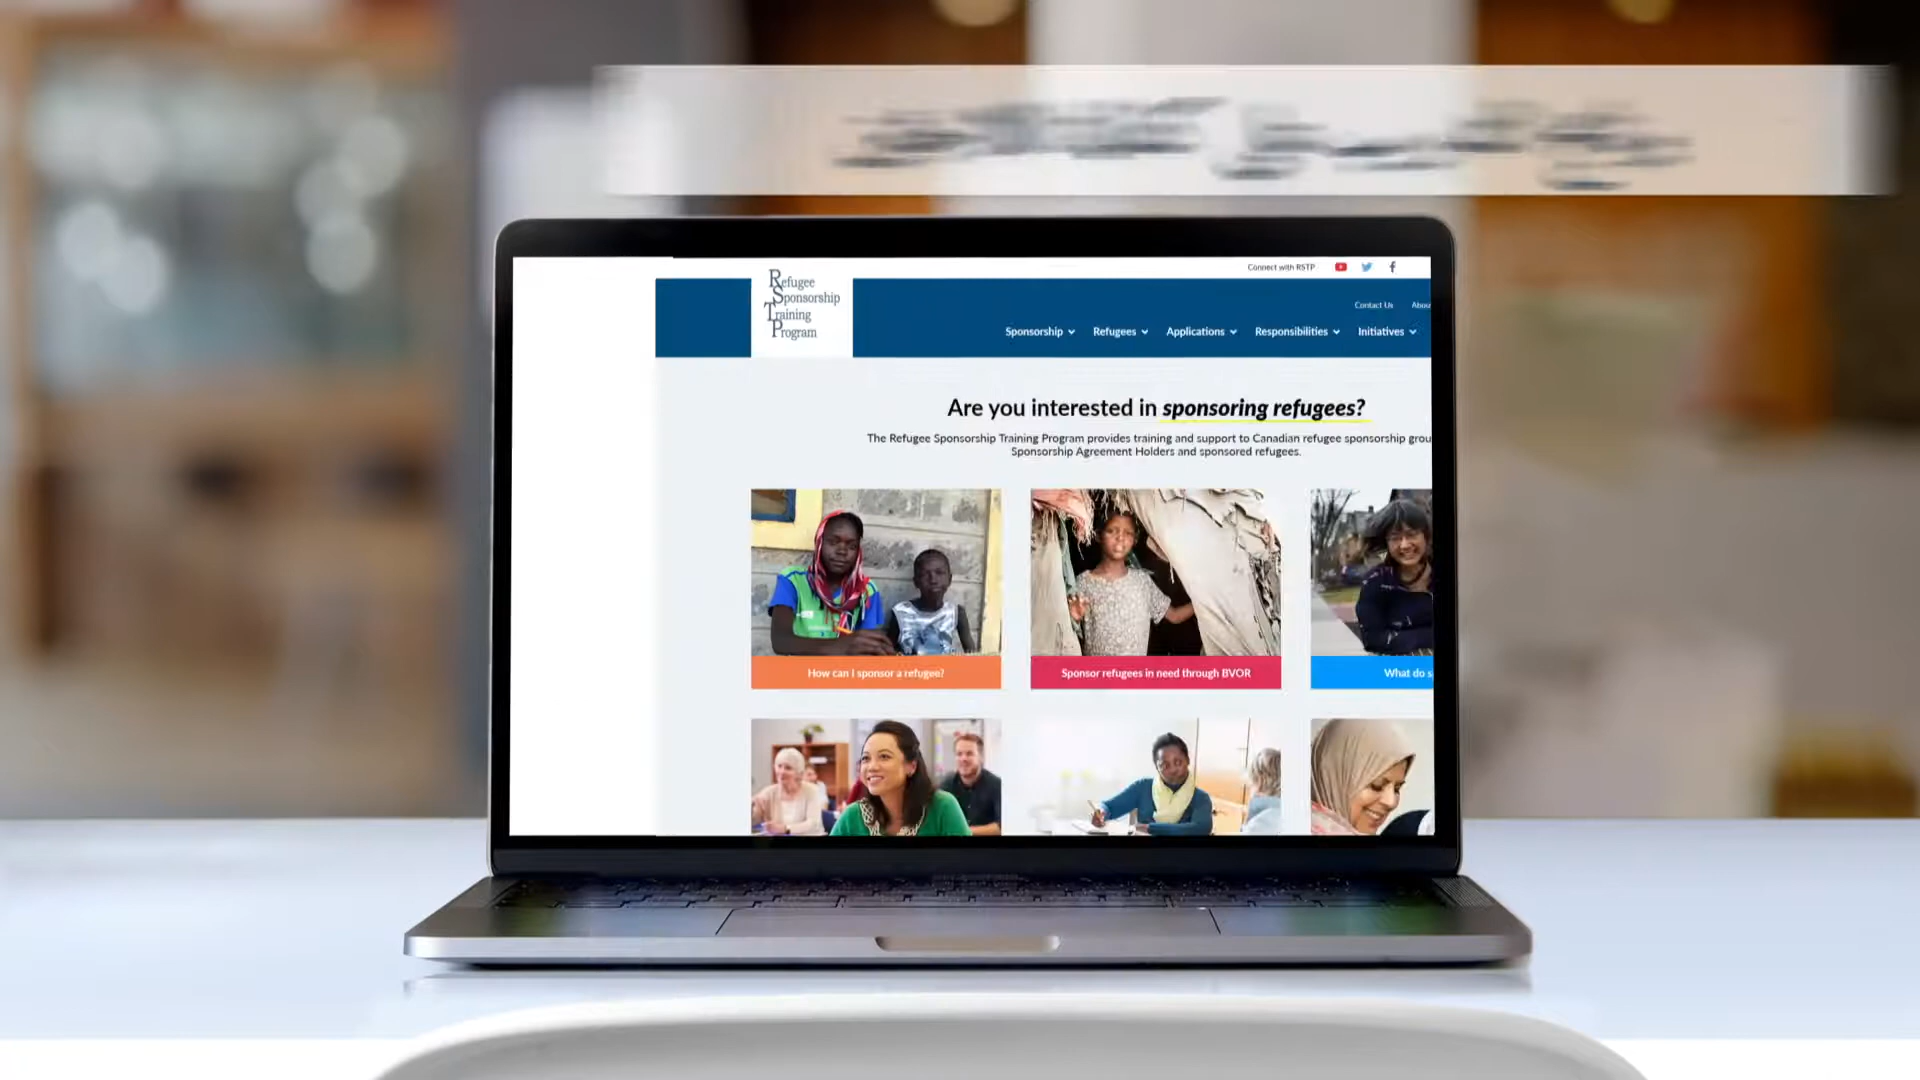 Connect with RSTP
Refugee
Sponsorship
Training
Program
Contact Us
Sponsorship
Refugees
Applications
Responsibilities
Initiatives
Are you interested in sponsoring refugees?
The Refugee Sponsorship Training Program provides training and support to Canadian refugee sponsorship
Sponsorship Agreement Holders and sponsored refugees.
How can I sponsor a refugee?
Sponsor refugees in need through BVOR
What do